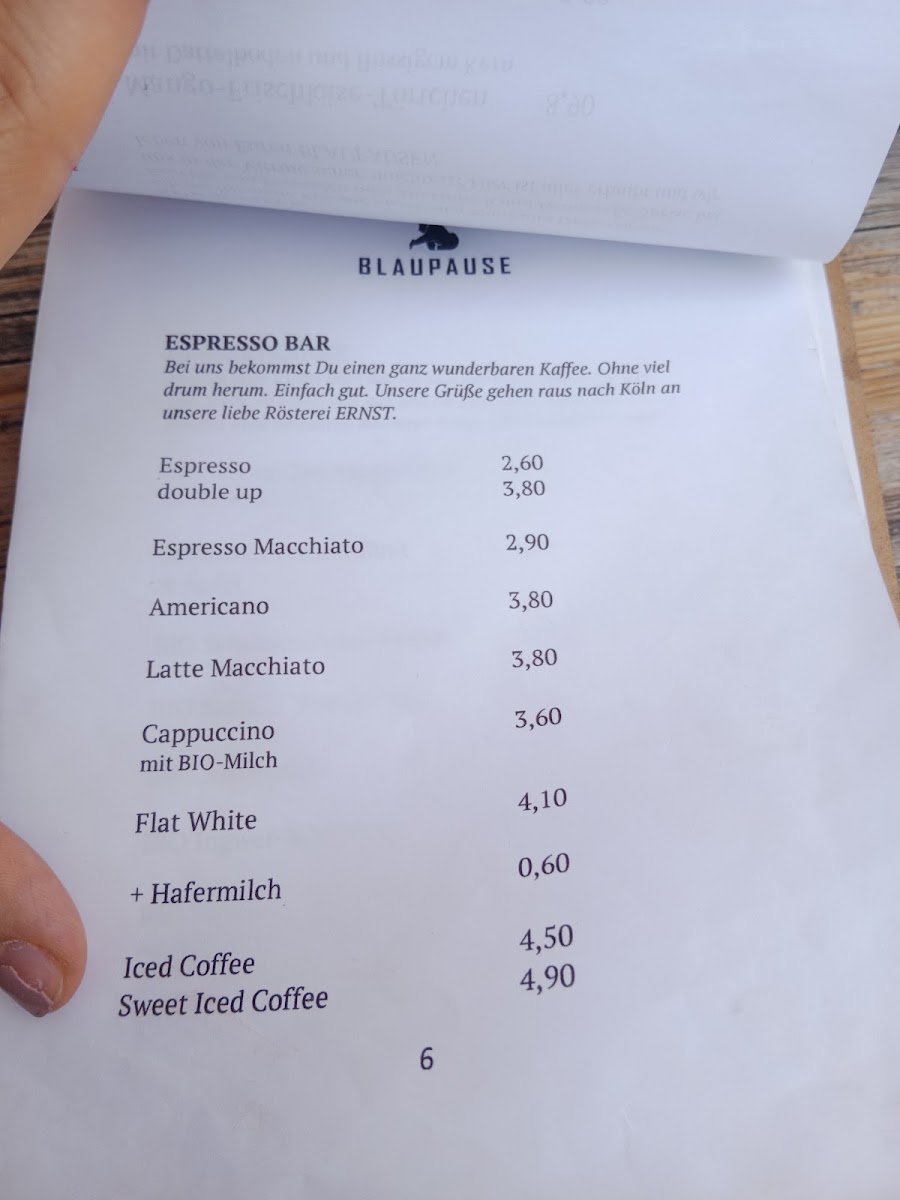 BLAUPAUSE
ESPRESSO BAR
Bei uns bekommst Du einen ganz wunderbaren Kaffee. Ohne viel
drum herum. Einfach gut. Unsere Grüße gehen raus nach Köln an
unsere liebe Rösterei ERNST.
Espresso 2,60
double up 3,80
Espresso Macchiato 2,90
Americano 3,80
Latte Macchiato 3,80
Cappuccino 3,60
mit BIO-Milch
Flat White 4,10
+ Hafermilch 0,60
Iced Coffee 4,50
Sweet Iced Coffee 4,90
6